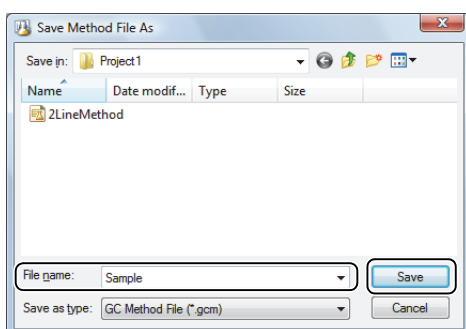 Save Method File As
Save in: Project1
Name Date modif... Type Size
2LineMethod
File name: Sample Save
Save as type: GC Method File (*.gcm) Cancel